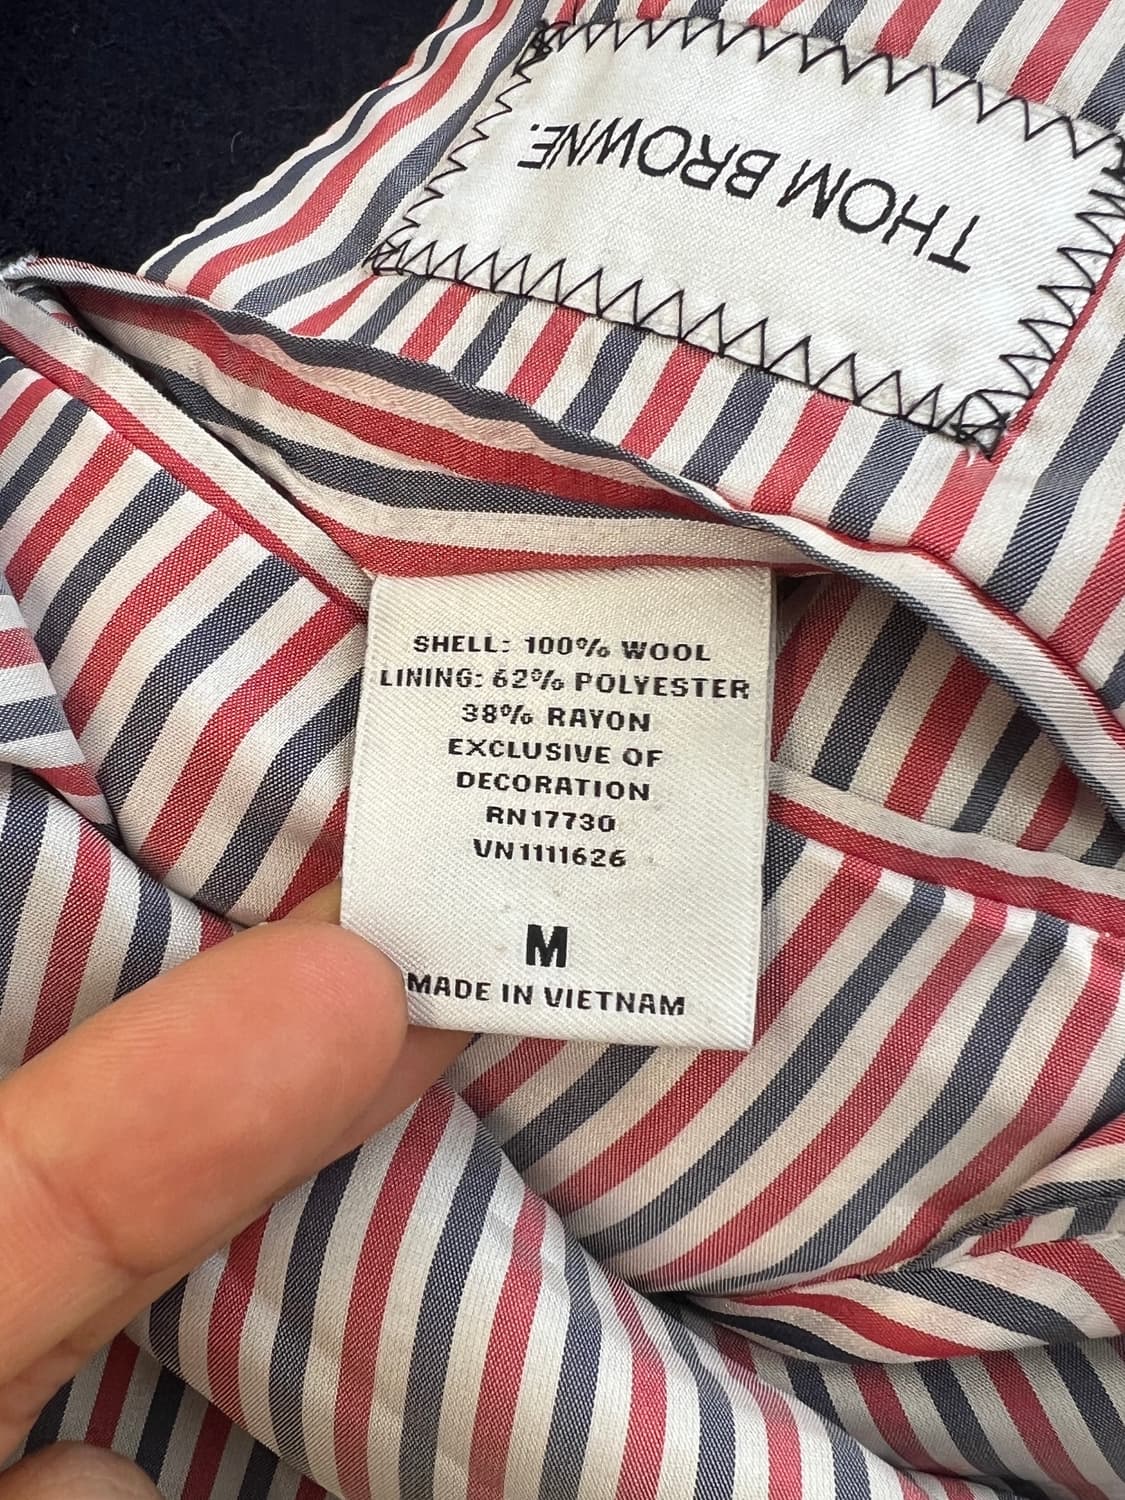 THOM BROWNE.
SHELL: 100% WOOL
LINING: 62% POLYESTER
38% RAYON
EXCLUSIVE OF
DECORATION
RN17730
VN1111626
M
MADE IN VIETNAM